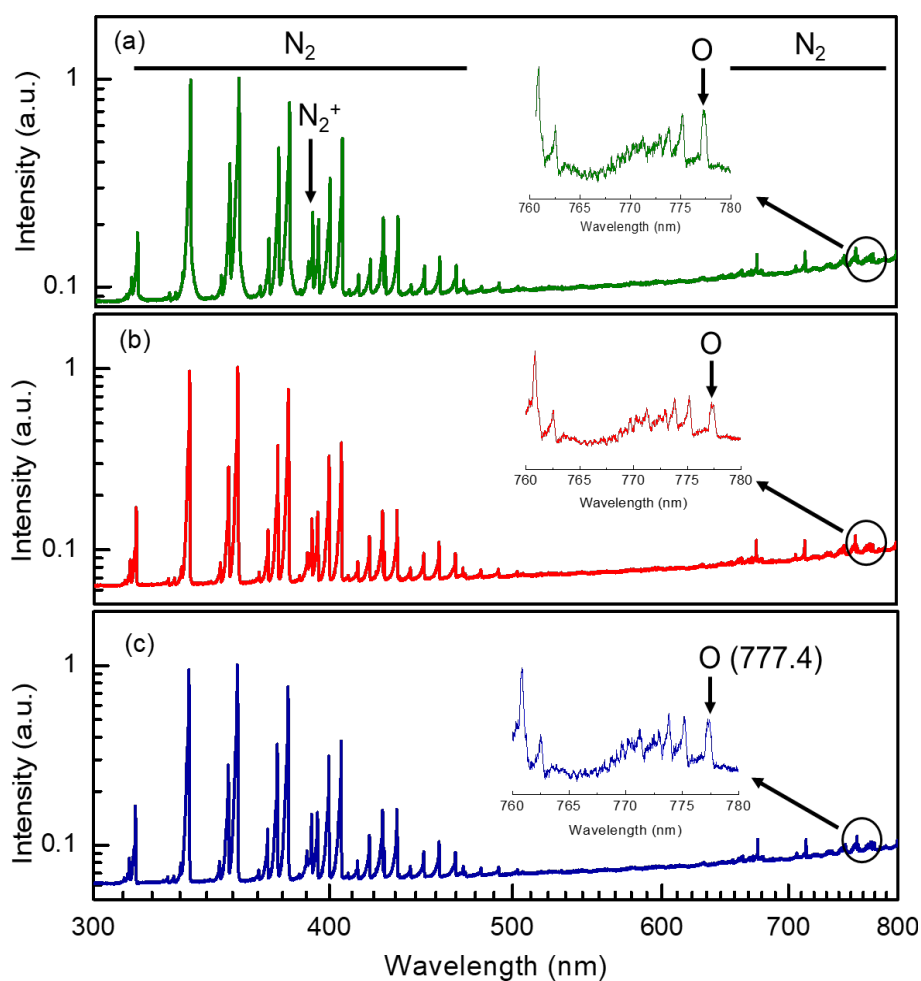 (a)
N₂
N₂
N₂⁺
O
Intensity (a.u.)
1
0.1
760 765 770 775 780
Wavelength (nm)
(b)
O
Intensity (a.u.)
1
0.1
760 765 770 775 780
Wavelength (nm)
(c)
O (777.4)
Intensity (a.u.)
1
0.1
760 765 770 775 780
Wavelength (nm)
300 400 500 600 700 800
Wavelength (nm)